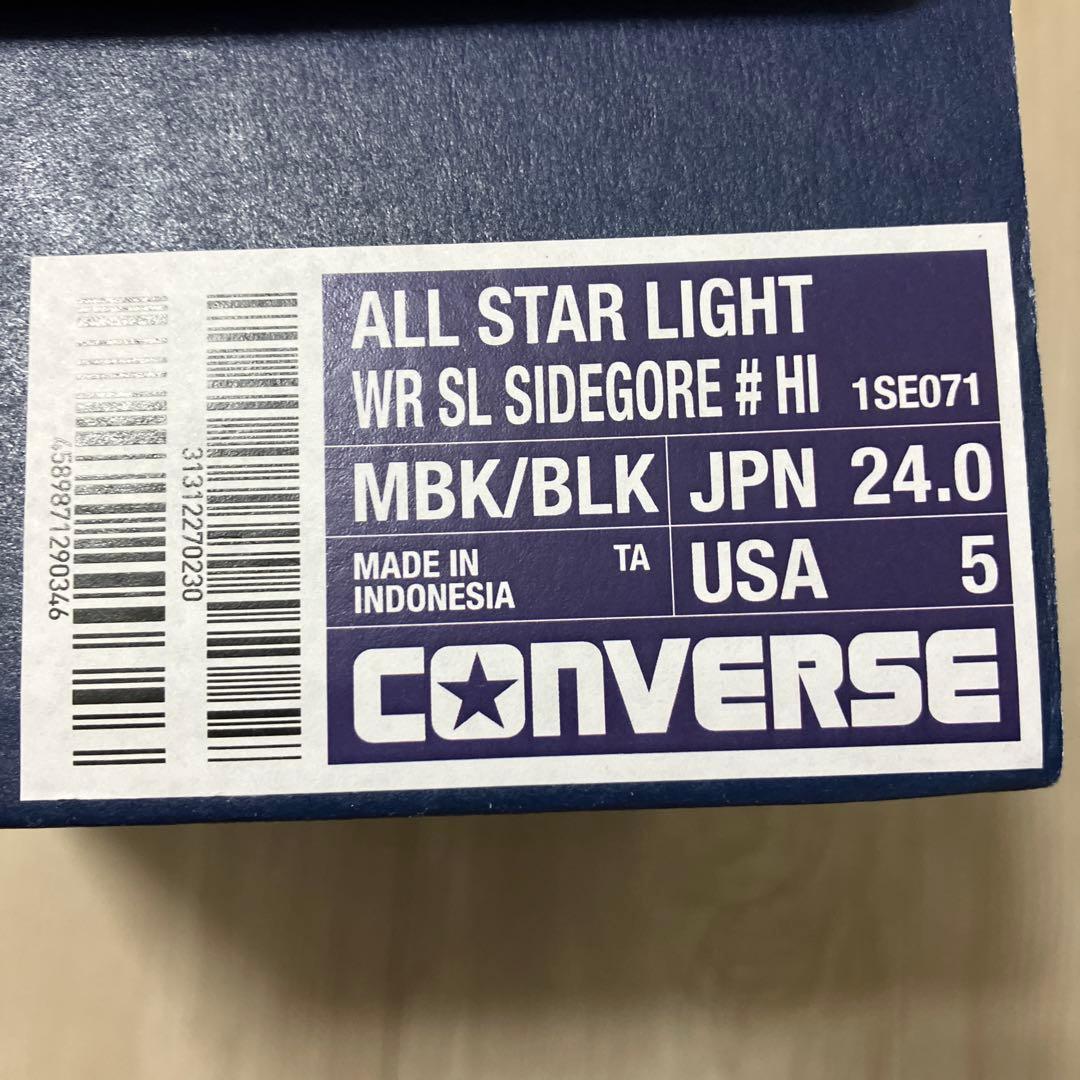 ALL STAR LIGHT
WR SL SIDEGORE # HI 1SE071
MBK/BLK JPN 24.0
MADE IN INDONESIA TA USA 5
CONVERSE
31312270230
4589871290346